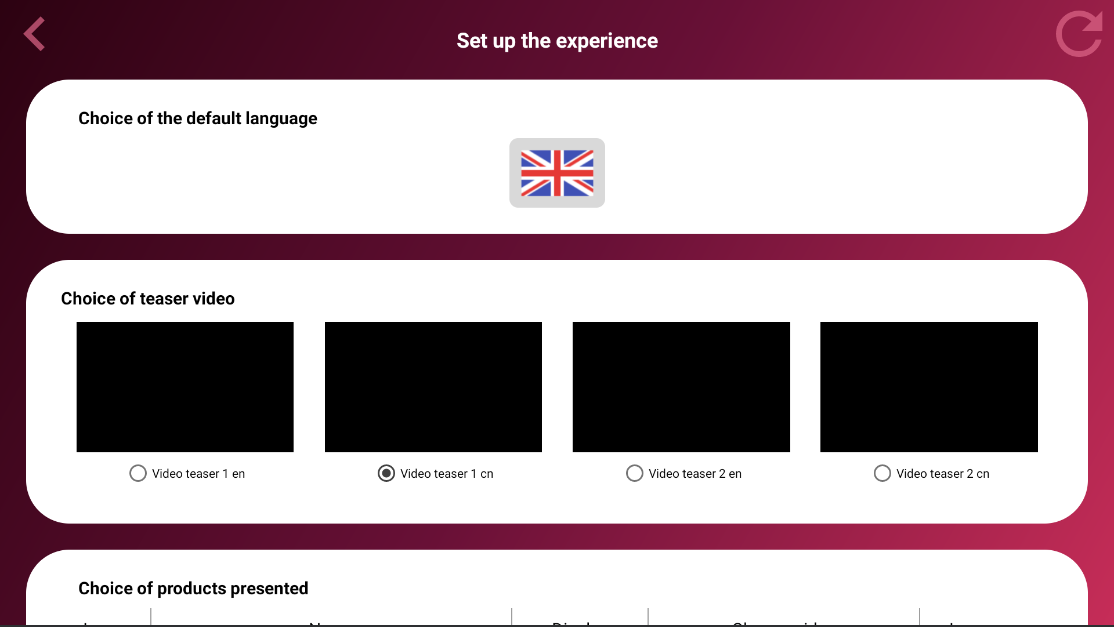 Set up the experience
Choice of the default language
Choice of teaser video
Video teaser 1 en
Video teaser 1 cn
Video teaser 2 en
Video teaser 2 cn
Choice of products presented